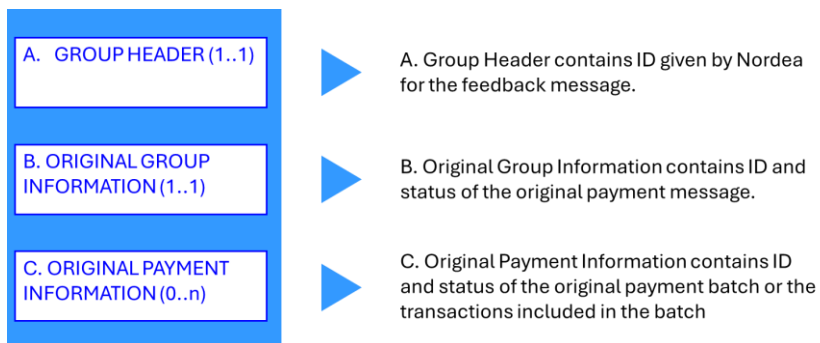 A. GROUP HEADER (1..1)
A. Group Header contains ID given by Nordea
for the feedback message.
B. ORIGINAL GROUP
INFORMATION (1..1)
B. Original Group Information contains ID and
status of the original payment message.
C. ORIGINAL PAYMENT
INFORMATION (0..n)
C. Original Payment Information contains ID
and status of the original payment batch or the
transactions included in the batch